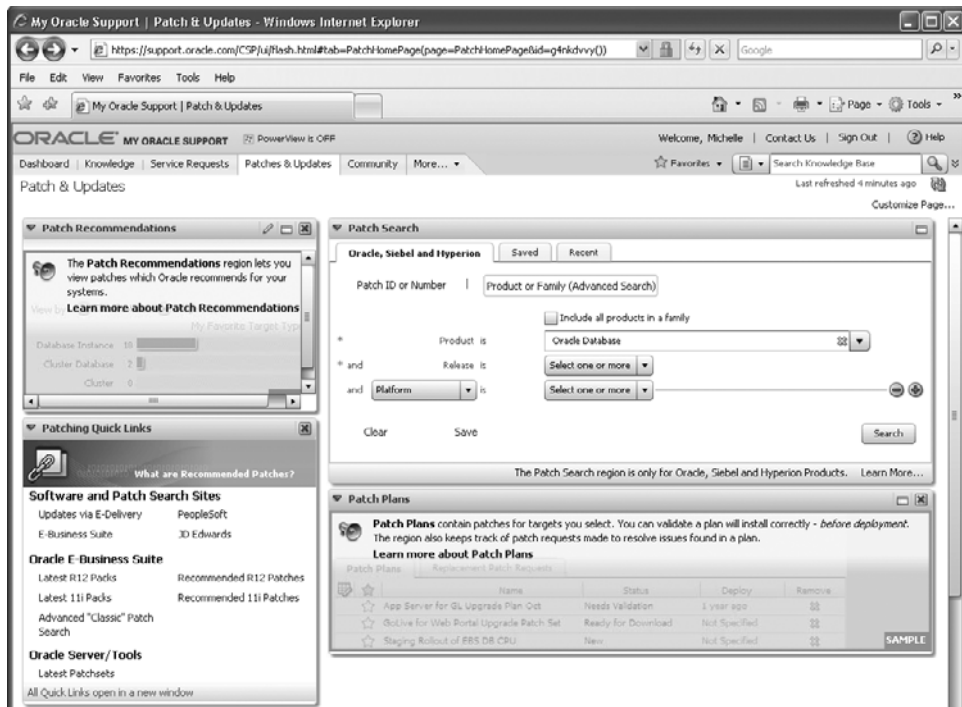 My Oracle Support | Patch & Updates - Windows Internet Explorer
https://support.oracle.com/CSP/ui/flash.html#tab=PatchHomePage(page=PatchHomePage&id=g4nkdvvy())
Google
File Edit View Favorites Tools Help
My Oracle Support | Patch & Updates
Page Tools
ORACLE MY ORACLE SUPPORT PowerView is OFF
Welcome, Michelle | Contact Us | Sign Out | Help
Dashboard | Knowledge | Service Requests | Patches & Updates Community More...
Favorites Search Knowledge Base
Patch & Updates
Last refreshed 4 minutes ago
Customize Page...
Patch Recommendations
The Patch Recommendations region lets you
view patches which Oracle recommends for your
systems.
View by
Learn more about Patch Recommendations
My Favorite Target Type
Database Instance 18
Cluster Database 2
Cluster 0
Patching Quick Links
What are Recommended Patches?
Software and Patch Search Sites
Updates via E-Delivery PeopleSoft
E-Business Suite JD Edwards
Oracle E-Business Suite
Latest R12 Packs Recommended R12 Patches
Latest 11i Packs Recommended 11i Patches
Advanced "Classic" Patch
Search
Oracle Server/Tools
Latest Patchsets
All Quick Links open in a new window
Patch Search
Oracle, Siebel and Hyperion Saved Recent
Patch ID or Number | Product or Family (Advanced Search)
Include all products in a family
* Product is Oracle Database
* and Release is Select one or more
and Platform is Select one or more
Clear Save Search
The Patch Search region is only for Oracle, Siebel and Hyperion Products. Learn More...
Patch Plans
Patch Plans contain patches for targets you select. You can validate a plan will install correctly - before deployment.
The region also keeps track of patch requests made to resolve issues found in a plan.
Learn more about Patch Plans
Patch Plans Replacement Patch Requests
Name Status Deploy Remove
App Server for GL Upgrade Plan Oct Needs Validation 1 year ago
GoLive for Web Portal Upgrade Patch Set Ready for Download Not Specified
Staging Rollout of EBS DB CPU New Not Specified
SAMPLE